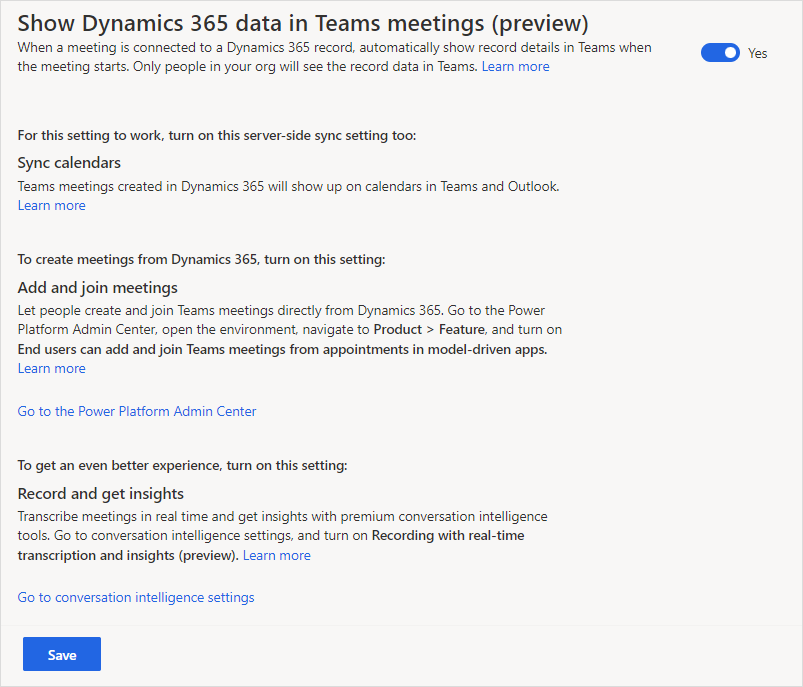 Show Dynamics 365 data in Teams meetings (preview)
When a meeting is connected to a Dynamics 365 record, automatically show record details in Teams when
the meeting starts. Only people in your org will see the record data in Teams. Learn more
Yes
For this setting to work, turn on this server-side sync setting too:
Sync calendars
Teams meetings created in Dynamics 365 will show up on calendars in Teams and Outlook.
Learn more
To create meetings from Dynamics 365, turn on this setting:
Add and join meetings
Let people create and join Teams meetings directly from Dynamics 365. Go to the Power
Platform Admin Center, open the environment, navigate to Product > Feature, and turn on
End users can add and join Teams meetings from appointments in model-driven apps.
Learn more
Go to the Power Platform Admin Center
To get an even better experience, turn on this setting:
Record and get insights
Transcribe meetings in real time and get insights with premium conversation intelligence
tools. Go to conversation intelligence settings, and turn on Recording with real-time
transcription and insights (preview). Learn more
Go to conversation intelligence settings
Save